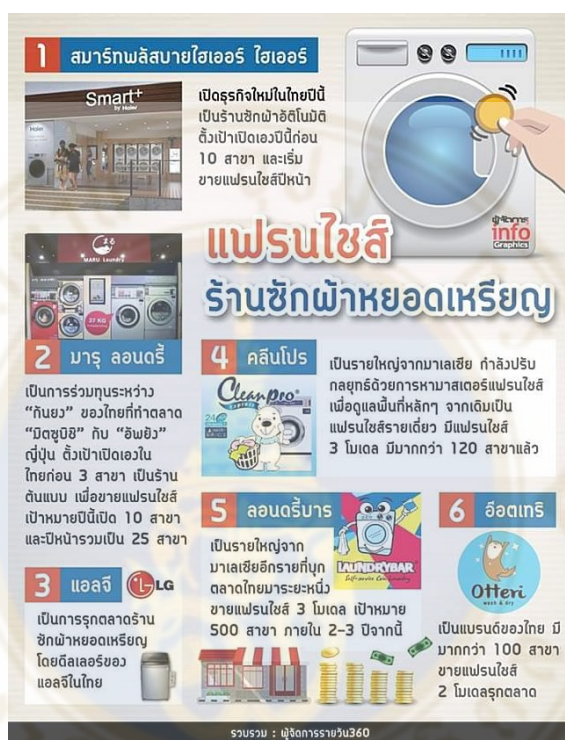 1 สมาร์ทพลัสบายไฮเออร์ ไฮเออร์
Smart+
by Haier
Haier
เปิดธุรกิจใหม่ในไทยปีนี้
เป็นร้านซักผ้าอัติโนมัติ
ตั้งเป้าเปิดเองปีนี้ก่อน
10 สาขา และเริ่ม
ขายแฟรนไชส์ปีหน้า
ผู้จัดการ
info
Graphics
แฟรนไชส์
ร้านซักผ้าหยอดเหรียญ
MARU Laundry
27 KG
2 มารุ ลอนดรี้
เป็นการร่วมทุนระหว่าง
“กันยง” ของไทยที่ทำตลาด
“มิตซูบิชิ” กับ “อัพยัง”
ญี่ปุ่น ตั้งเป้าเปิดเองใน
ไทยก่อน 3 สาขา เป็นร้าน
ต้นแบบ เพื่อขายแฟรนไชส์
เป้าหมายปีนี้เปิด 10 สาขา
และปีหน้ารวมเป็น 25 สาขา
3 แอลจี LG
เป็นการรุกตลาดร้าน
ซักผ้าหยอดเหรียญ
โดยดีลเลอร์ของ
แอลจีในไทย
4 คลีนโปร
Cleanpro
Express
24
เป็นรายใหญ่จากมาเลเซีย กำลังปรับ
กลยุทธ์ด้วยการหามาสเตอร์แฟรนไชส์
เพื่อดูแลพื้นที่หลักๆ จากเดิมเป็น
แฟรนไชส์รายเดี่ยว มีแฟรนไชส์
3 โมเดล มีมากกว่า 120 สาขาแล้ว
5 ลอนดรี้บาร
LAUNDRYBAR
Self-service Coin Laundry
เป็นรายใหญ่จาก
มาเลเซียอีกรายที่บุก
ตลาดไทยมาระยะหนึ่ง
ขายแฟรนไชส์ 3 โมเดล เป้าหมาย
500 สาขา ภายใน 2-3 ปีจากนี้
6 อ๊อตเทริ
Otteri
wash & dry
เป็นแบรนด์ของไทย มี
มากกว่า 100 สาขา
ขายแฟรนไชส์
2 โมเดลรุกตลาด
รวบรวม : ผู้จัดการรายวัน360